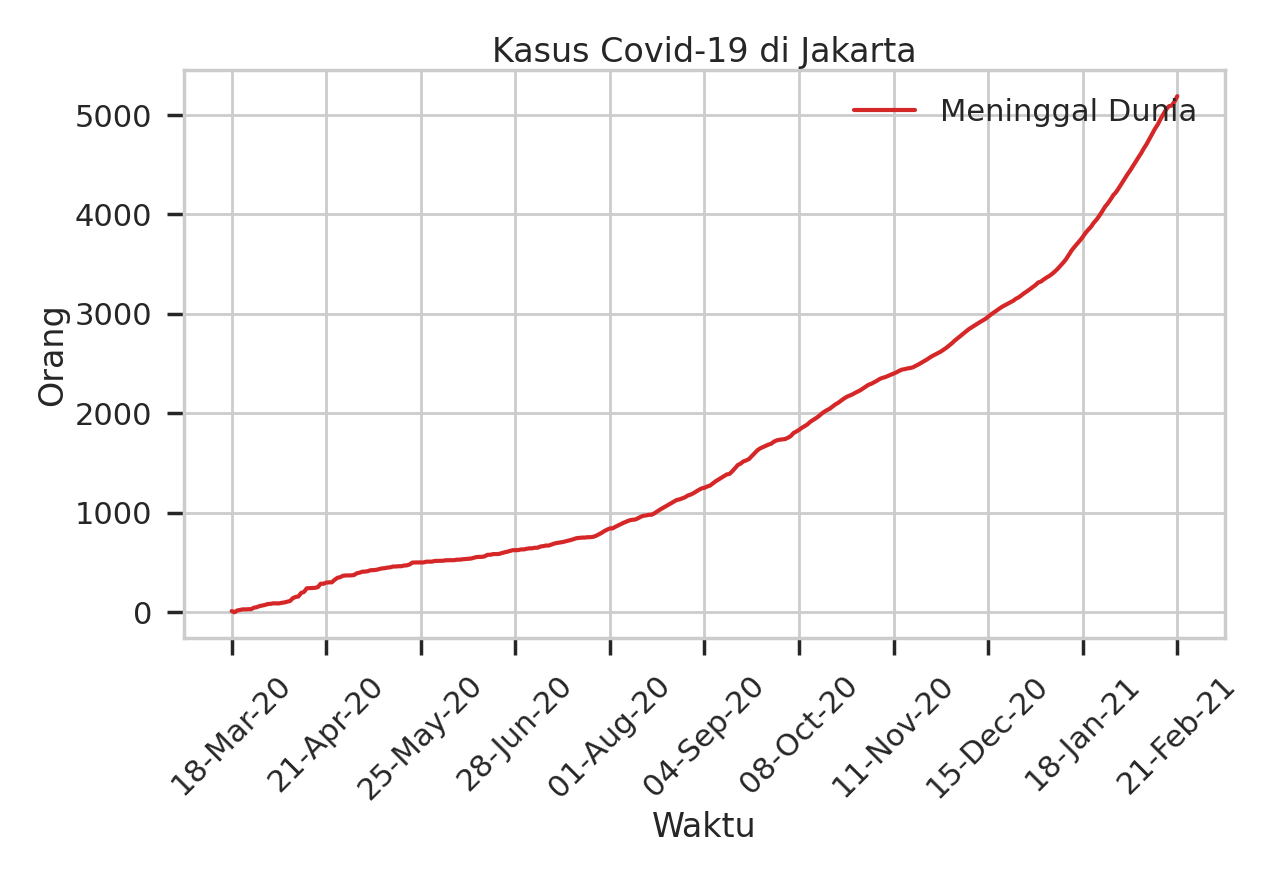 Kasus Covid-19 di Jakarta
Meninggal Dunia
Orang
5000
4000
3000
2000
1000
0
18-Mar-20
21-Apr-20
25-May-20
28-Jun-20
01-Aug-20
04-Sep-20
08-Oct-20
11-Nov-20
15-Dec-20
18-Jan-21
21-Feb-21
Waktu